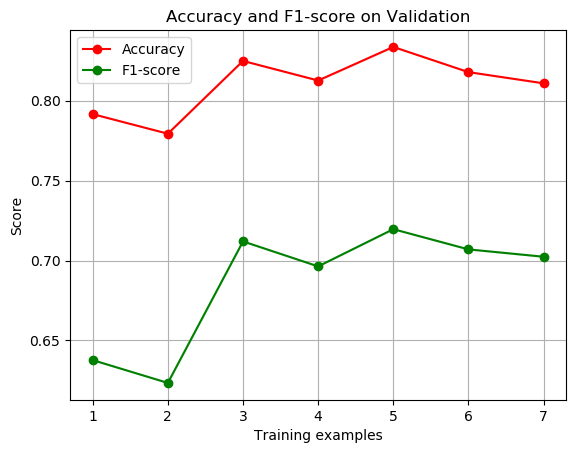 Accuracy and F1-score on Validation
Accuracy
F1-score
0.80
0.75
0.70
0.65
Score
1 2 3 4 5 6 7
Training examples